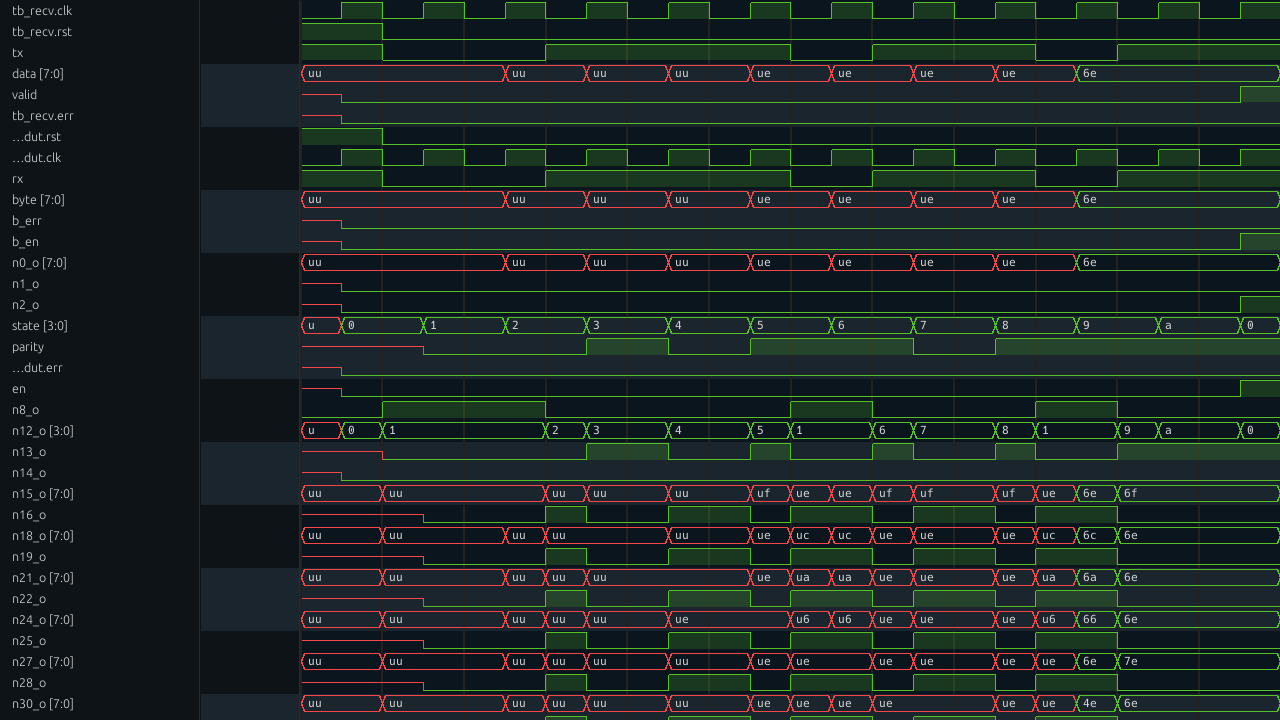 tb_recv.clk
tb_recv.rst
tx
data [7:0] uu uu uu uu ue ue ue ue 6e
valid
tb_recv.err
...dut.rst
...dut.clk
rx
byte [7:0] uu uu uu uu ue ue ue ue 6e
b_err
b_en
n0_o [7:0] uu uu uu uu ue ue ue ue 6e
n1_o
n2_o
state [3:0] u 0 1 2 3 4 5 6 7 8 9 a 0
parity
...dut.err
en
n8_o
n12_o [3:0] u 0 1 2 3 4 5 1 6 7 8 1 9 a 0
n13_o
n14_o
n15_o [7:0] uu uu uu uu uu uf ue ue uf uf uf ue 6e 6f
n16_o
n18_o [7:0] uu uu uu uu uu ue uc uc ue ue ue uc 6c 6e
n19_o
n21_o [7:0] uu uu uu uu uu ue ua ua ue ue ue ua 6a 6e
n22_o
n24_o [7:0] uu uu uu uu uu ue u6 u6 ue ue ue u6 66 6e
n25_o
n27_o [7:0] uu uu uu uu uu uu ue ue ue ue ue ue 6e 7e
n28_o
n30_o [7:0] uu uu uu uu uu uu ue ue ue ue ue ue 4e 6e